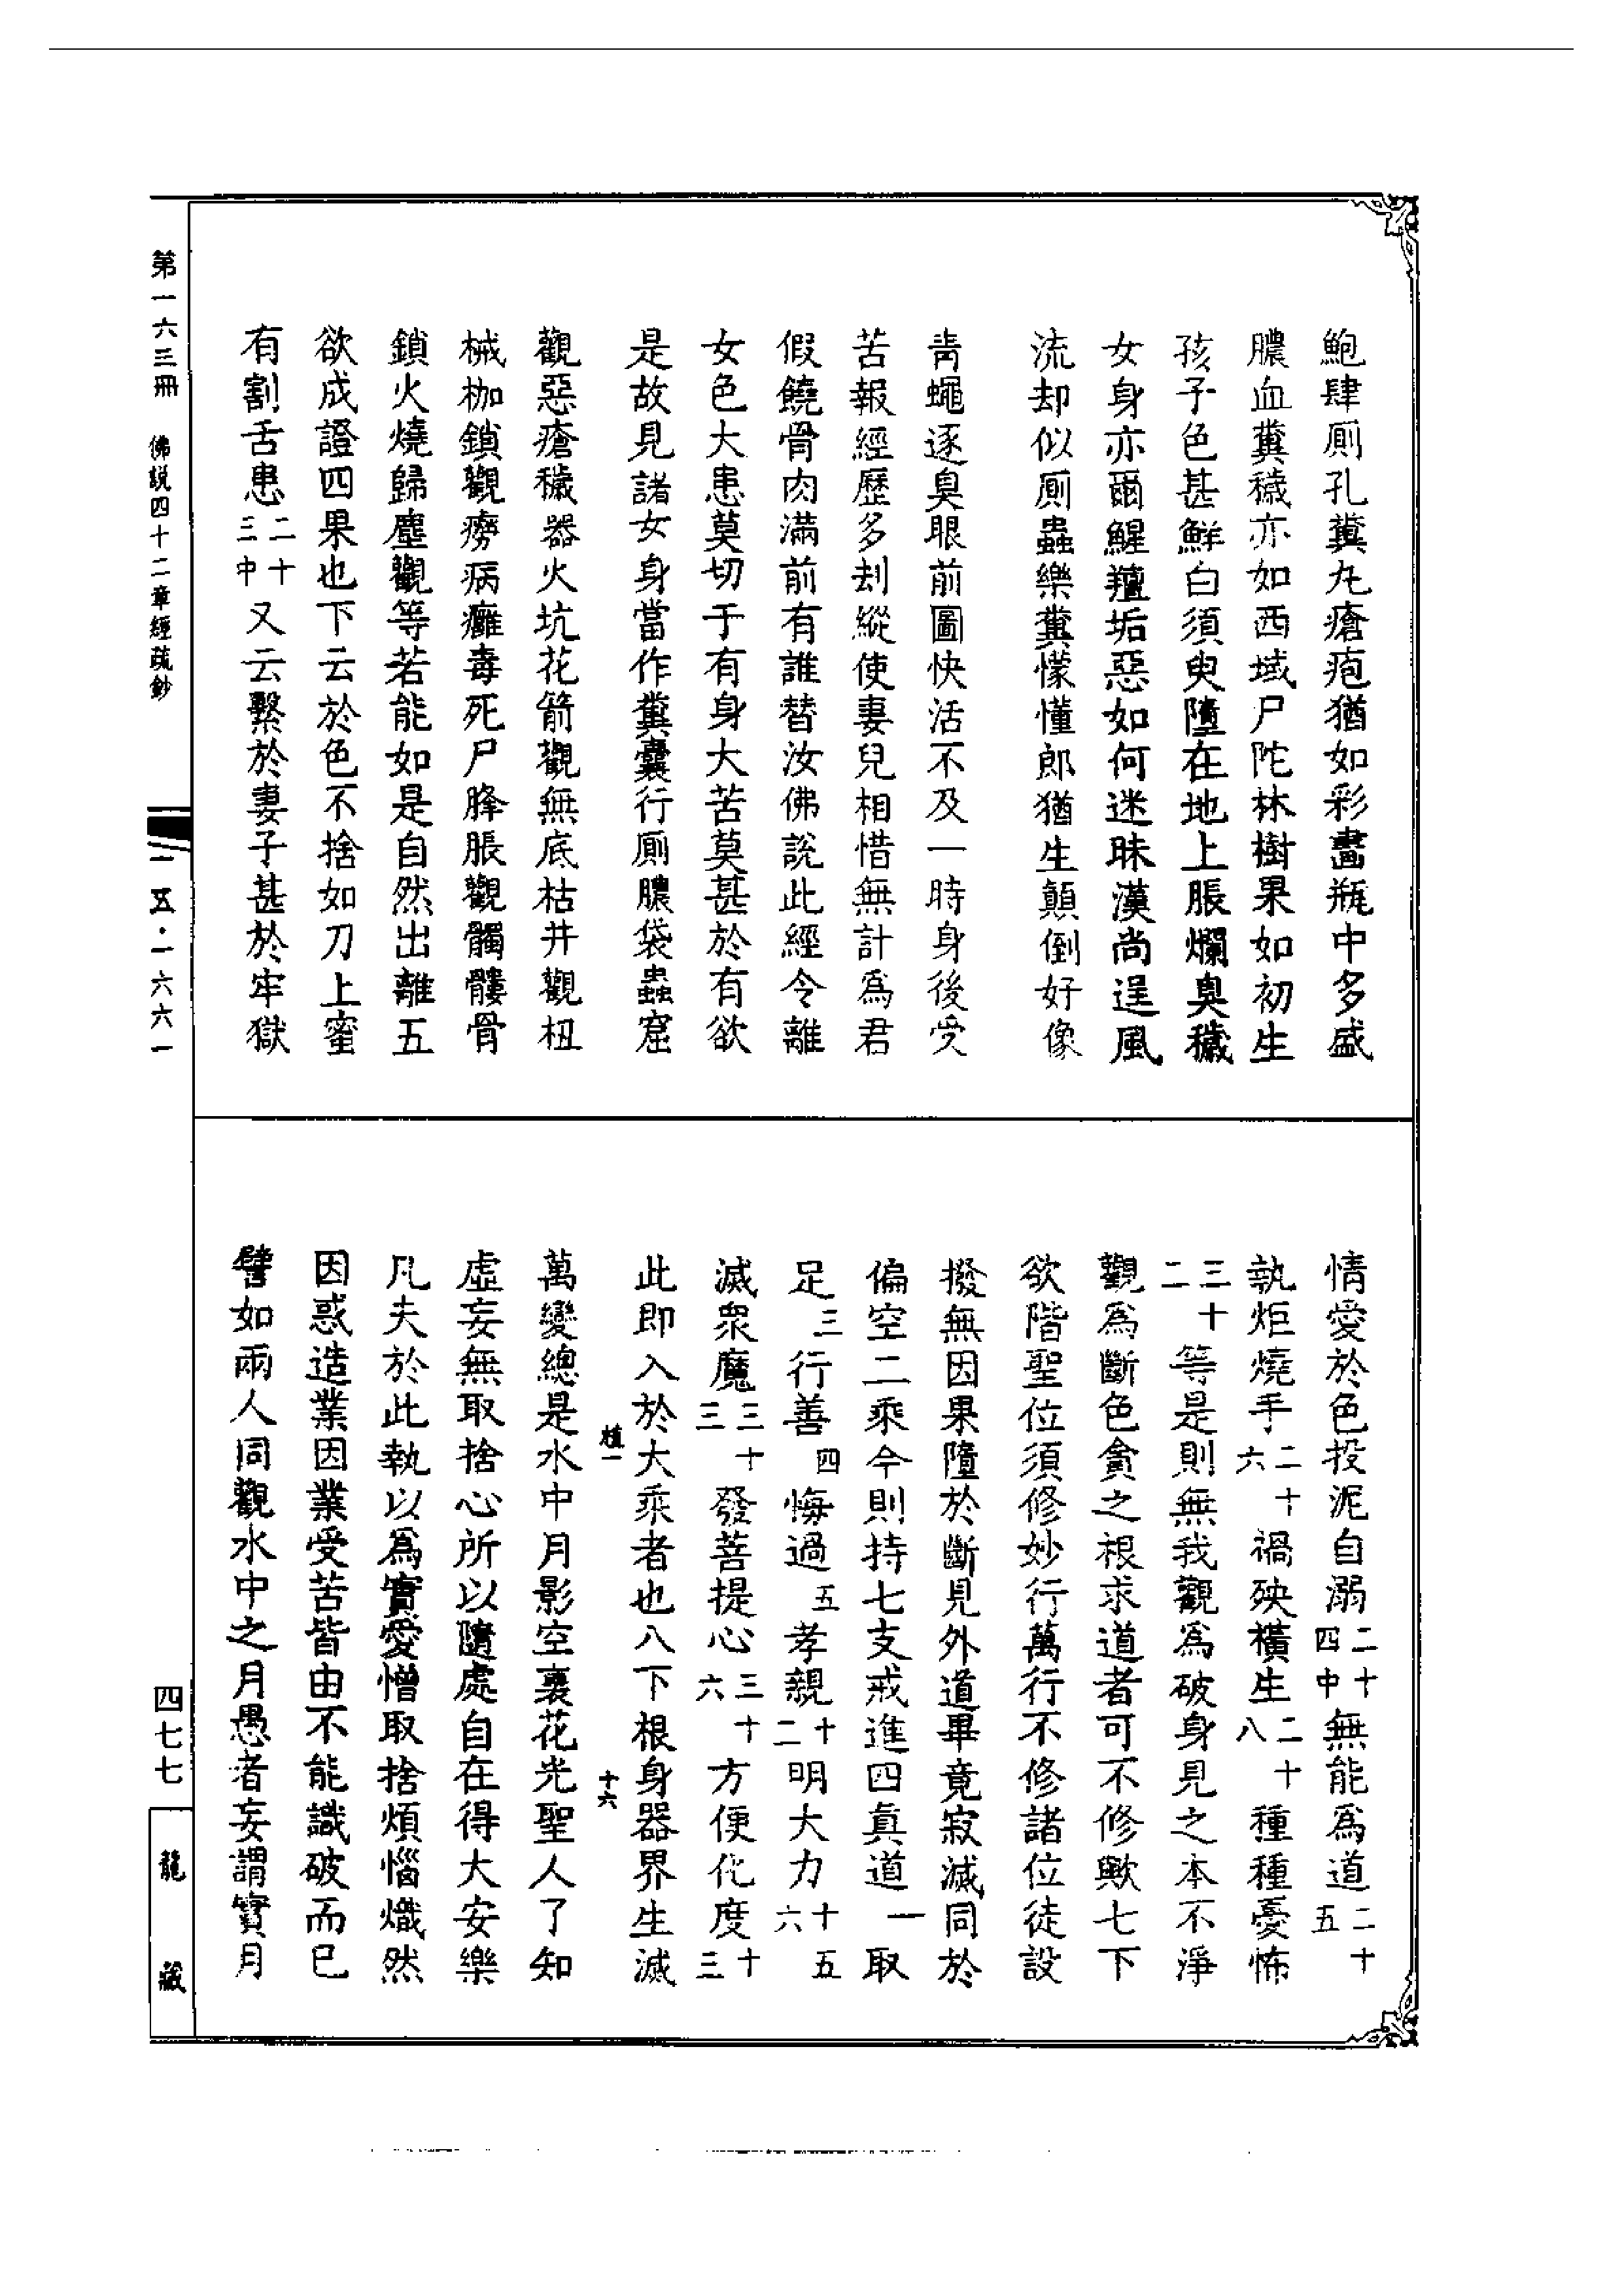 鮑肆厠孔糞丸瘡疱猶如彩畫瓶中多盛
膿血糞穢亦如西域尸陀林樹果如初生
孩子色甚鮮白須臾墮在地上脹爛臭穢
女身亦爾鯹羶垢惡如何迷昧漢尚逞風
流却似厠蟲樂糞懞懂郎猶生顛倒好像
青蠅逐臭眼前圖快活不及一時身後受
苦報經歷多刦縱使妻兒相惜無計爲君
假饒骨肉滿前有誰替汝佛説此經令離
女色大患莫切于有身大苦莫甚於有欲
是故見諸女身當作糞囊行厠膿袋蟲窟
觀惡瘡穢器火坑花箭觀無底枯井觀杻
械枷鎖觀癆病癰毒死尸胮脹觀髑髏骨
鎖火燒歸塵觀等若能如是自然出離五
欲成證四果也下云於色不捨如刀上蜜
有割舌患二十三中又云繫於妻子甚於牢獄
情愛於色投泥自溺二十四中無能爲道二十五
執炬燒手二十六禍殃橫生二十八種種憂怖
三十二等是則無我觀爲破身見之本不淨
觀爲斷色貪之根求道者可不修歟七下
欲階聖位須修妙行萬行不修諸位徒設
撥無因果墮於斷見外道畢竟寂滅同於
偏空二乘今則持七支戒進四真道一取
足三行善四悔過五孝親十二明大力十五六
滅衆魔三十三發菩提心三十六方便化度十三
此即入於大乘者也八下根身器界生滅
植一
十六
萬變總是水中月影空裏花光聖人了知
虛妄無取捨心所以隨處自在得大安樂
凡夫於此執以爲實愛憎取捨煩惱熾然
因惑造業因業受苦皆由不能識破而已
譬如兩人同觀水中之月愚者妄謂實月
第一六三冊 佛説四十二章經疏鈔
一五·一六六一
四七七
龍藏